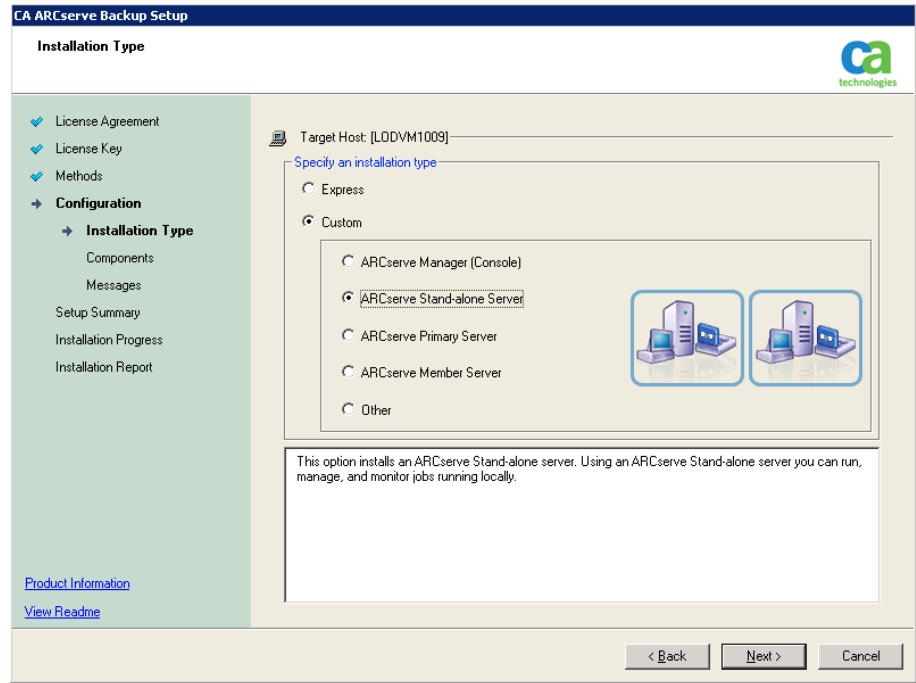 CA ARCserve Backup Setup
Installation Type
ca
technologies
License Agreement
License Key
Methods
Configuration
Installation Type
Components
Messages
Setup Summary
Installation Progress
Installation Report
Product Information
View Readme
Target Host: [LODVM1009]
Specify an installation type
Express
Custom
ARCserve Manager (Console)
ARCserve Stand-alone Server
ARCserve Primary Server
ARCserve Member Server
Other
This option installs an ARCserve Stand-alone server. Using an ARCserve Stand-alone server you can run,
manage, and monitor jobs running locally.
< Back
Next >
Cancel